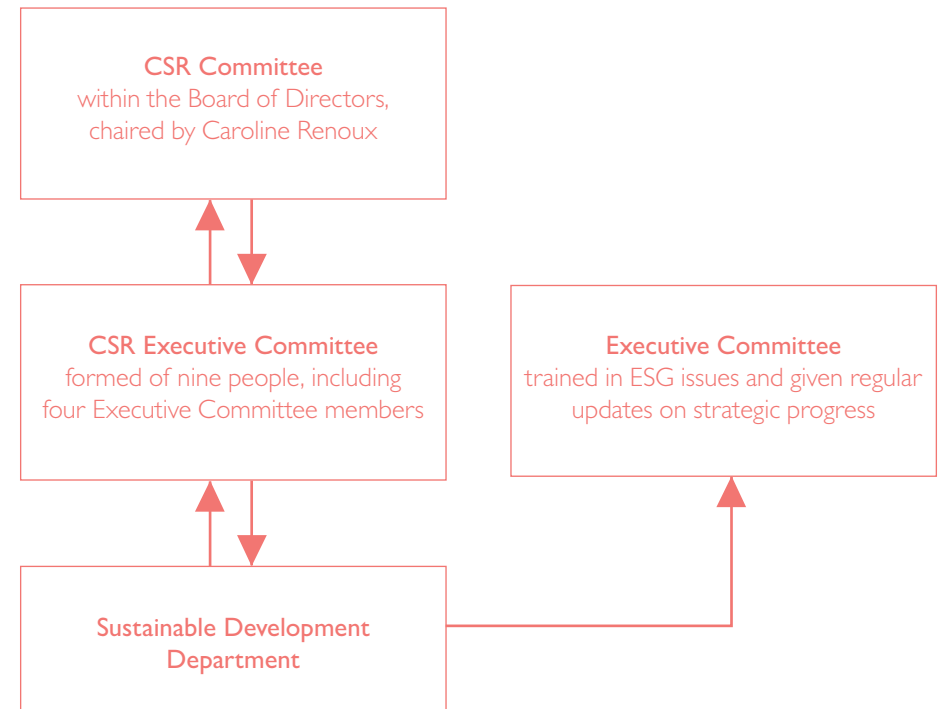 CSR Committee
within the Board of Directors,
chaired by Caroline Renoux
CSR Executive Committee
formed of nine people, including
four Executive Committee members
Executive Committee
trained in ESG issues and given regular
updates on strategic progress
Sustainable Development
Department